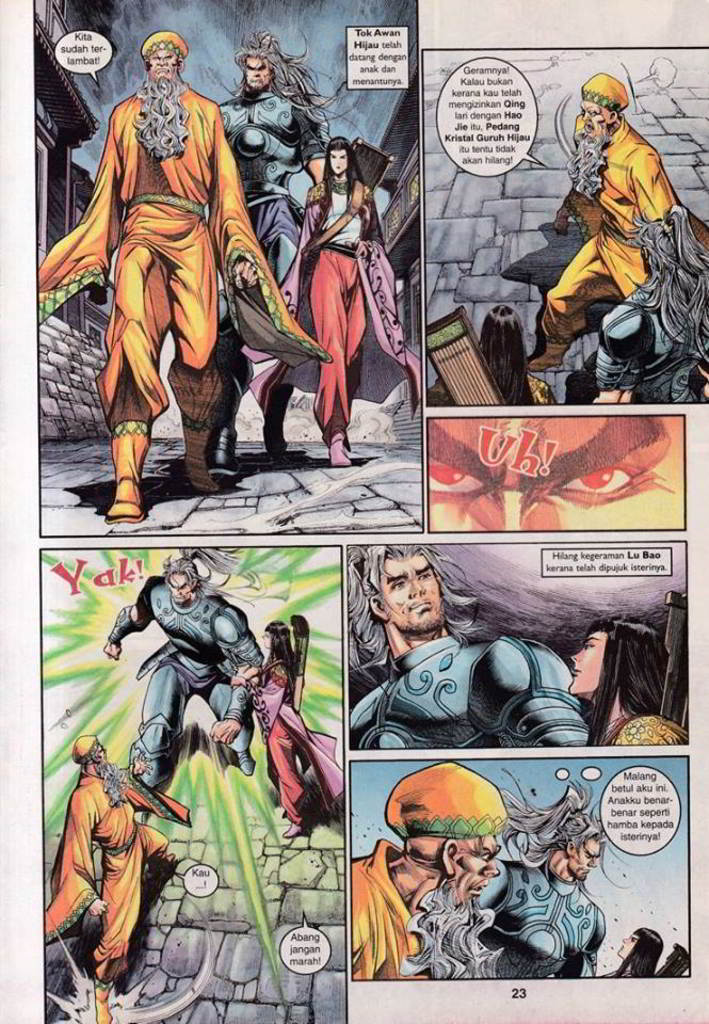 Kita
sudah ter-
lambat!
Tok Awan
Hijau telah
datang dengan
anak dan
menantunya.
Geramnya!
Kalau bukan
kerana kau telah
mengizinkan Qing
lari dengan Hao
Jie itu, Pedang
Kristal Guruh Hijau
itu tentu tidak
akan hilang!
Uh!
Yak!
Kau
...!
Abang
jangan
marah!
Hilang kegeraman Lu Bao
kerana telah dipujuk isterinya.
Malang
betul aku ini.
Anakku benar-
benar seperti
hamba kepada
isterinya!
23